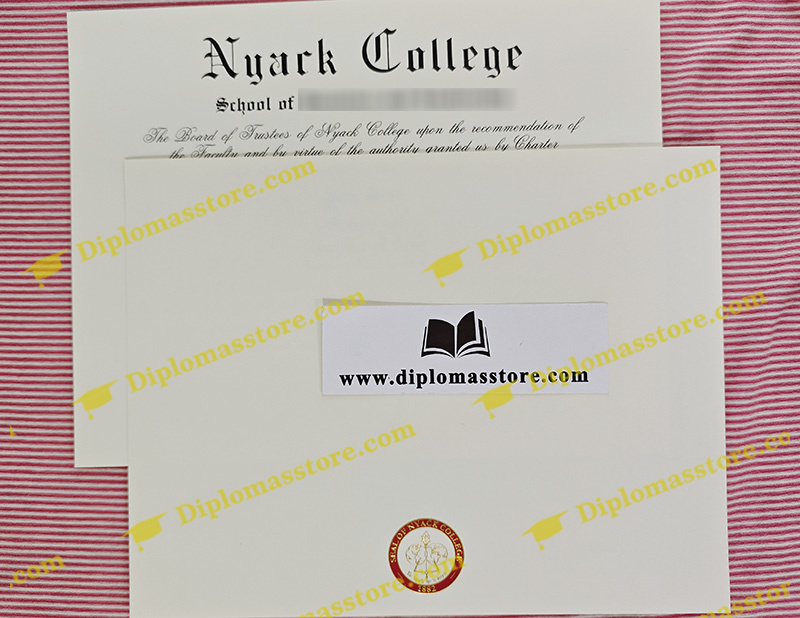 Nyack College
School of
The Board of Trustees of Nyack College upon the recommendation of
the Faculty and by virtue of the authority granted us by Charter
Diplomasstore.com
Diplomasstore.com
Diplomasstore.com
Diplomasstore.com
www.diplomasstore.com
Diplomasstore.com
Diplomasstore.co
SEAL OF NYACK COLLEGE
1882
.com
masstore.com